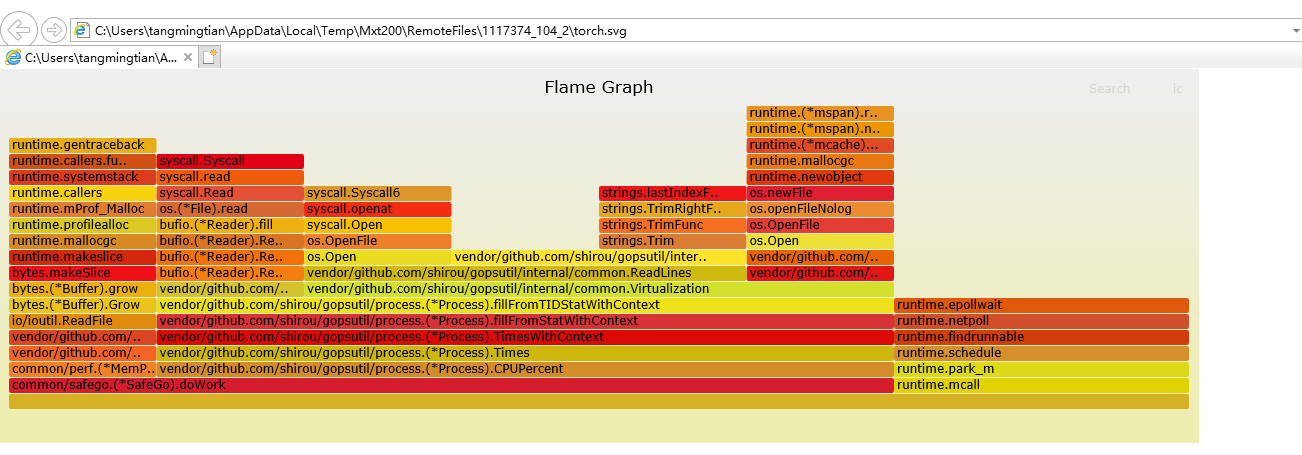 C:\Users\tangmingtian\AppData\Local\Temp\Mxt200\RemoteFiles\1117374_104_2\torch.svg
C:\Users\tangmingtian\A...
Flame Graph
Search
Ic
runtime.(*mspan).r..
runtime.(*mspan).n..
runtime.gentraceback
runtime.(*mcache)...
runtime.callers.fu..
syscall.Syscall
runtime.mallocgc
runtime.systemstack
syscall.read
runtime.newobject
runtime.callers
syscall.Read
syscall.Syscall6
strings.lastIndexF..
os.newFile
runtime.mProf_Malloc
os.(*File).read
syscall.openat
strings.TrimRightF..
os.openFileNolog
runtime.profilealloc
bufio.(*Reader).fill
syscall.Open
strings.TrimFunc
os.OpenFile
runtime.mallocgc
bufio.(*Reader).Re..
os.OpenFile
strings.Trim
os.Open
runtime.makeslice
bufio.(*Reader).Re..
os.Open
vendor/github.com/shirou/gopsutil/inter..
vendor/github.com/..
bytes.makeSlice
bufio.(*Reader).Re..
vendor/github.com/shirou/gopsutil/internal/common.ReadLines
vendor/github.com/..
bytes.(*Buffer).grow
vendor/github.com/..
vendor/github.com/shirou/gopsutil/internal/common.Virtualization
bytes.(*Buffer).Grow
vendor/github.com/shirou/gopsutil/process.(*Process).fillFromTIDStatWithContext
runtime.epollwait
io/ioutil.ReadFile
vendor/github.com/shirou/gopsutil/process.(*Process).fillFromStatWithContext
runtime.netpoll
vendor/github.com/..
vendor/github.com/shirou/gopsutil/process.(*Process).TimesWithContext
runtime.findrunnable
vendor/github.com/..
vendor/github.com/shirou/gopsutil/process.(*Process).Times
runtime.schedule
common/perf.(*MemP..
vendor/github.com/shirou/gopsutil/process.(*Process).CPUPercent
runtime.park_m
common/safego.(*SafeGo).doWork
runtime.mcall